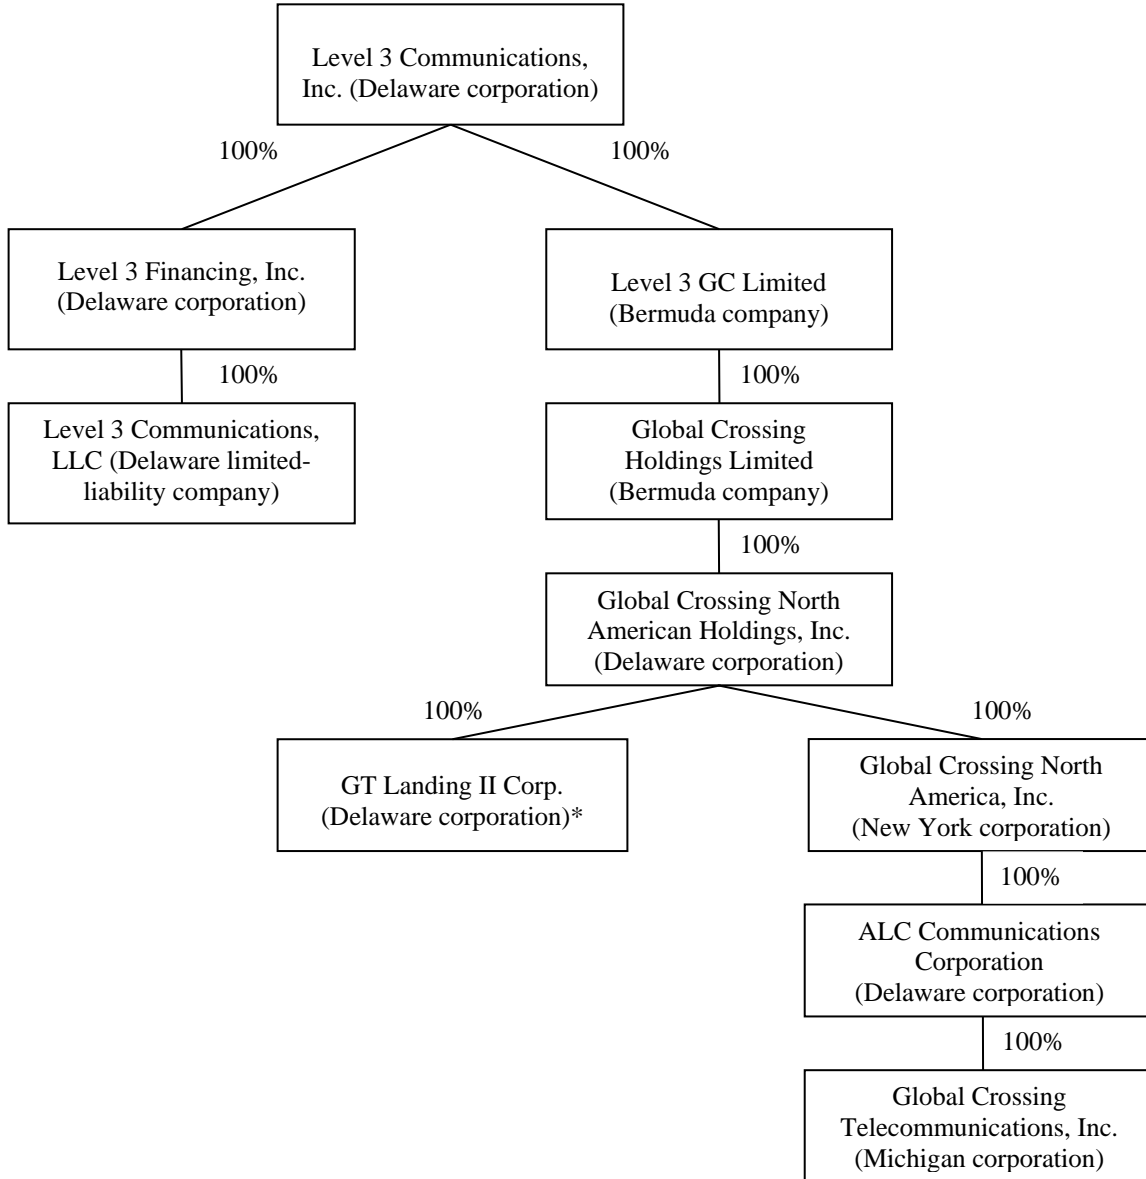 Level 3 Communications,
Inc. (Delaware corporation)
100%
100%
Level 3 Financing, Inc.
(Delaware corporation)
Level 3 GC Limited
(Bermuda company)
100%
100%
Level 3 Communications,
LLC (Delaware limited-
liability company)
Global Crossing
Holdings Limited
(Bermuda company)
100%
Global Crossing North
American Holdings, Inc.
(Delaware corporation)
100%
100%
GT Landing II Corp.
(Delaware corporation)*
Global Crossing North
America, Inc.
(New York corporation)
100%
ALC Communications
Corporation
(Delaware corporation)
100%
Global Crossing
Telecommunications, Inc.
(Michigan corporation)